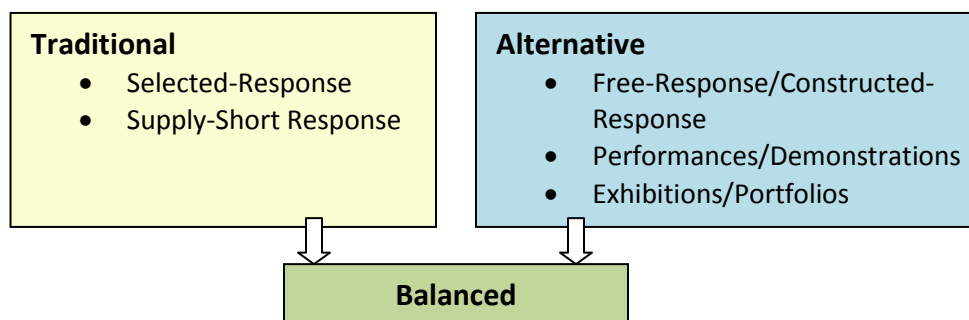 Traditional
• Selected-Response
• Supply-Short Response
Alternative
• Free-Response/Constructed-
Response
• Performances/Demonstrations
• Exhibitions/Portfolios
Balanced